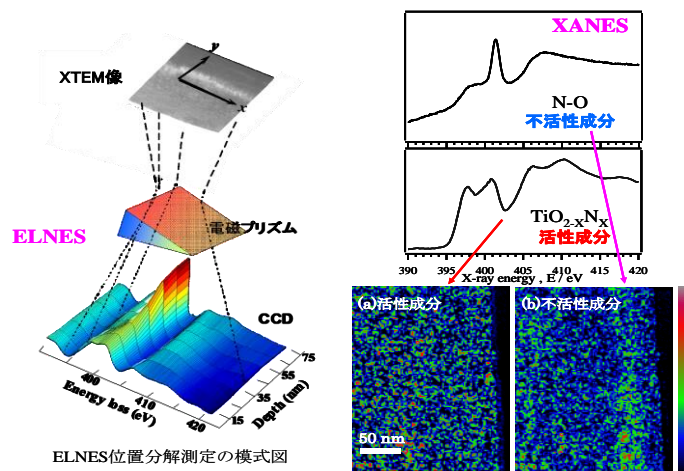 XTEM像
y
x
ELNES
電磁プリズム
CCD
400
410
420
Energy loss (eV)
15
35
55
75
Depth (nm)
ELNES位置分解測定の模式図
XANES
N-O
不活性成分
TiO2-XNX
活性成分
390 395 400 405 410 415 420
X-ray energy , E / eV
(a)活性成分
(b)不活性成分
50 nm